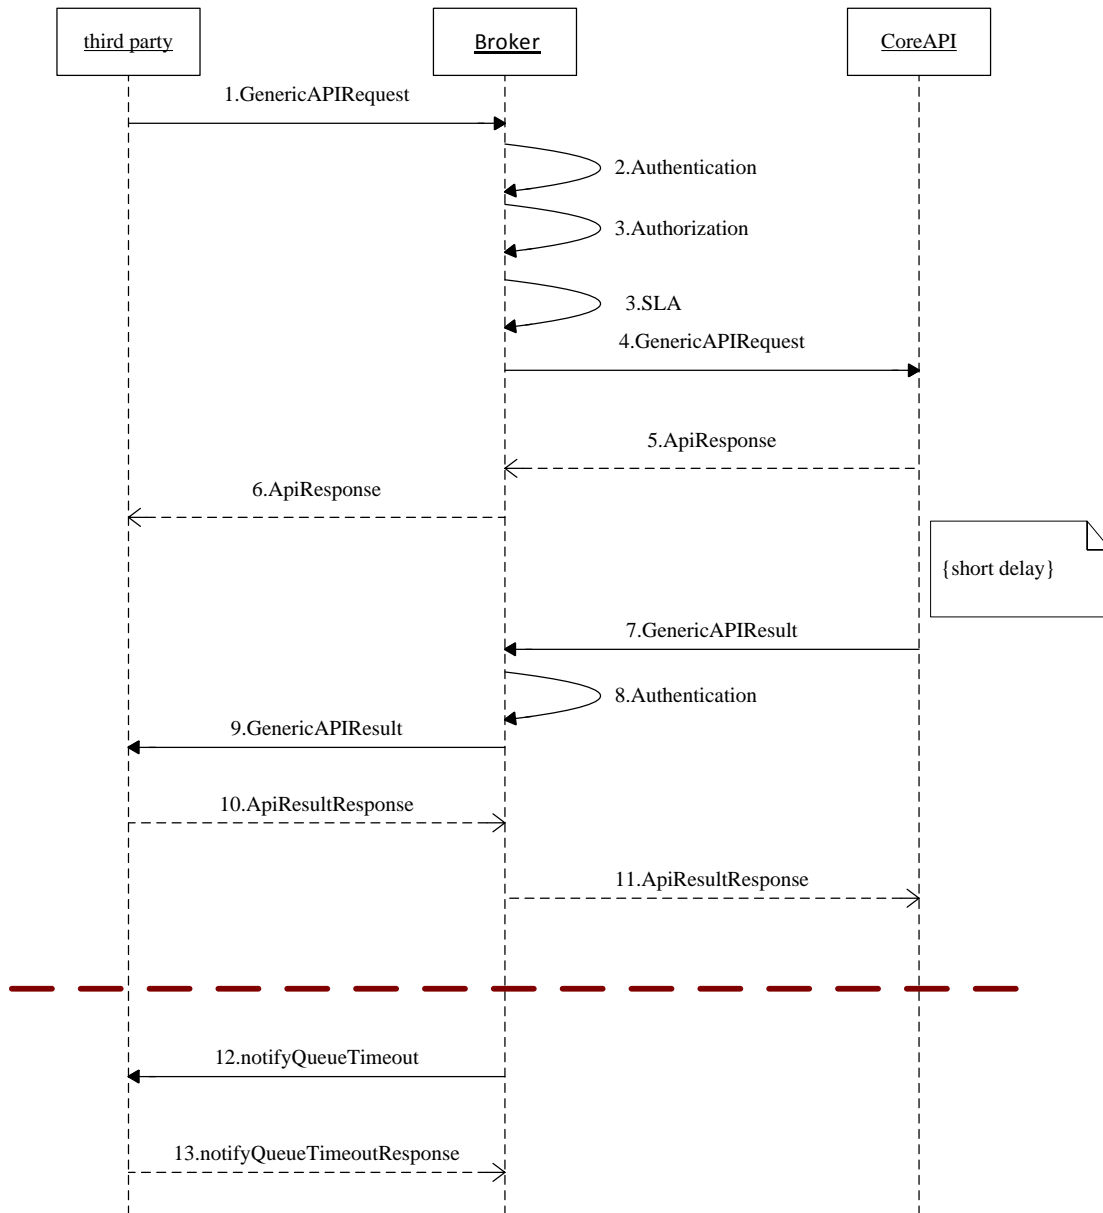 third party
Broker
CoreAPI
1.GenericAPIRequest
2.Authentication
3.Authorization
3.SLA
4.GenericAPIRequest
5.ApiResponse
6.ApiResponse
{short delay}
7.GenericAPIResult
8.Authentication
9.GenericAPIResult
10.ApiResultResponse
11.ApiResultResponse
12.notifyQueueTimeout
13.notifyQueueTimeoutResponse